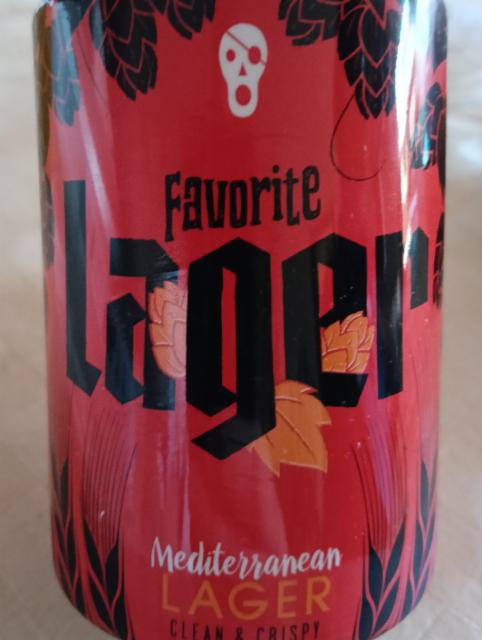 Favorite
lager
Mediterranean
LAGER
CLEAN & CRISPY